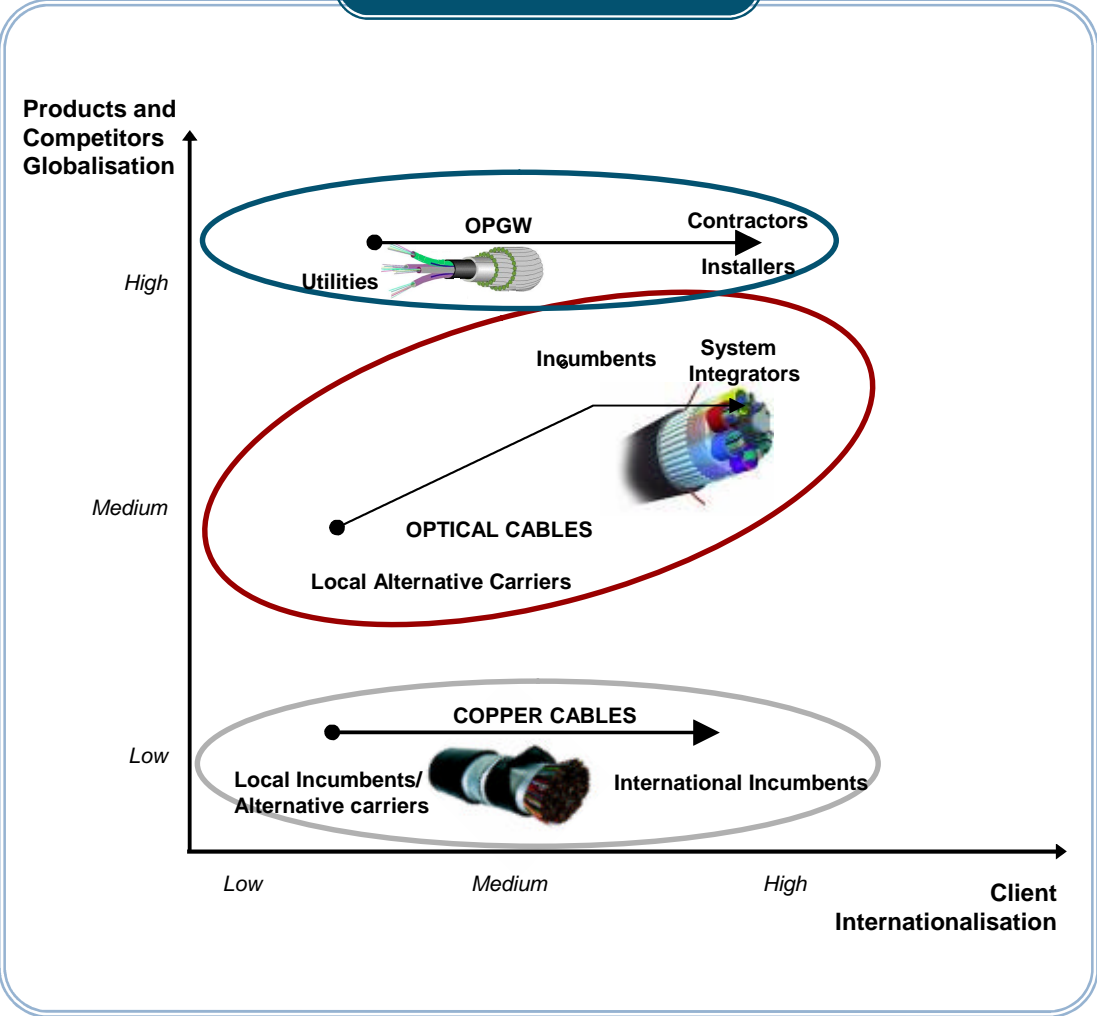 Products and
Competitors
Globalisation
OPGW
Contractors
Utilities
Installers
High
Incumbents
System
Integrators
Medium
OPTICAL CABLES
Local Alternative Carriers
COPPER CABLES
Low
Local Incumbents/
Alternative carriers
International Incumbents
Low
Medium
High
Client
Internationalisation